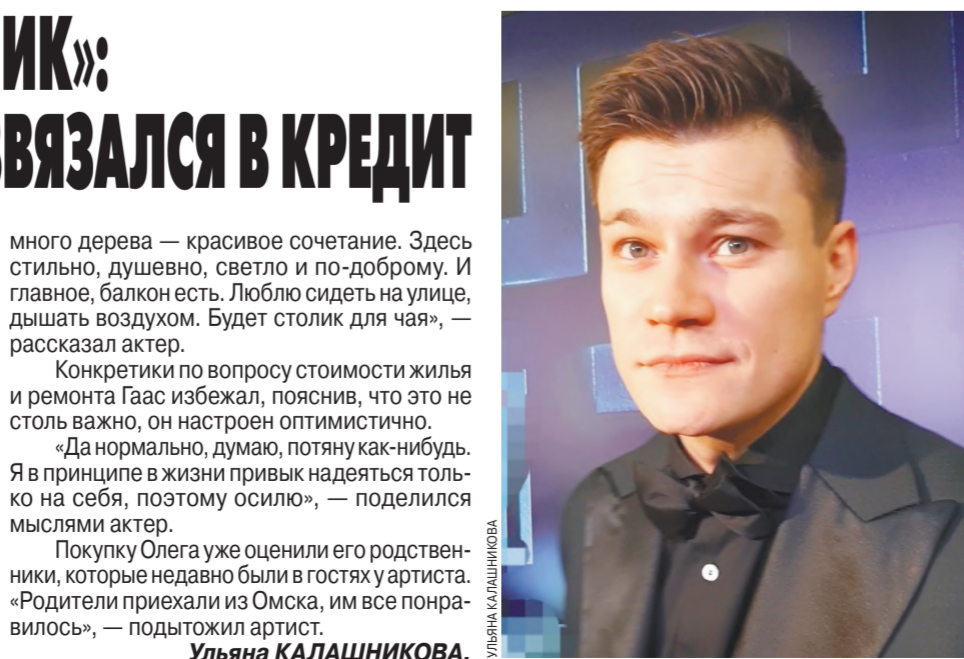 ИК»:
ВЯЗАЛСЯ В КРЕДИТ
много дерева — красивое сочетание. Здесь
стильно, душевно, светло и по-доброму. И
главное, балкон есть. Люблю сидеть на улице,
дышать воздухом. Будет столик для чая», —
рассказал актер.
Конкретики по вопросу стоимости жилья
и ремонта Гаас избежал, пояснив, что это не
столь важно, он настроен оптимистично.
«Да нормально, думаю, потяну как-нибудь.
Я в принципе в жизни привык надеяться толь-
ко на себя, поэтому осилю», — поделился
мыслями актер.
Покупку Олега уже оценили его родствен-
ники, которые недавно были в гостях у артиста.
«Родители приехали из Омска, им все понра-
вилось», — подытожил артист.
Ульяна КАЛАШНИКОВА.
УЛЬЯНА КАЛАШНИКОВА